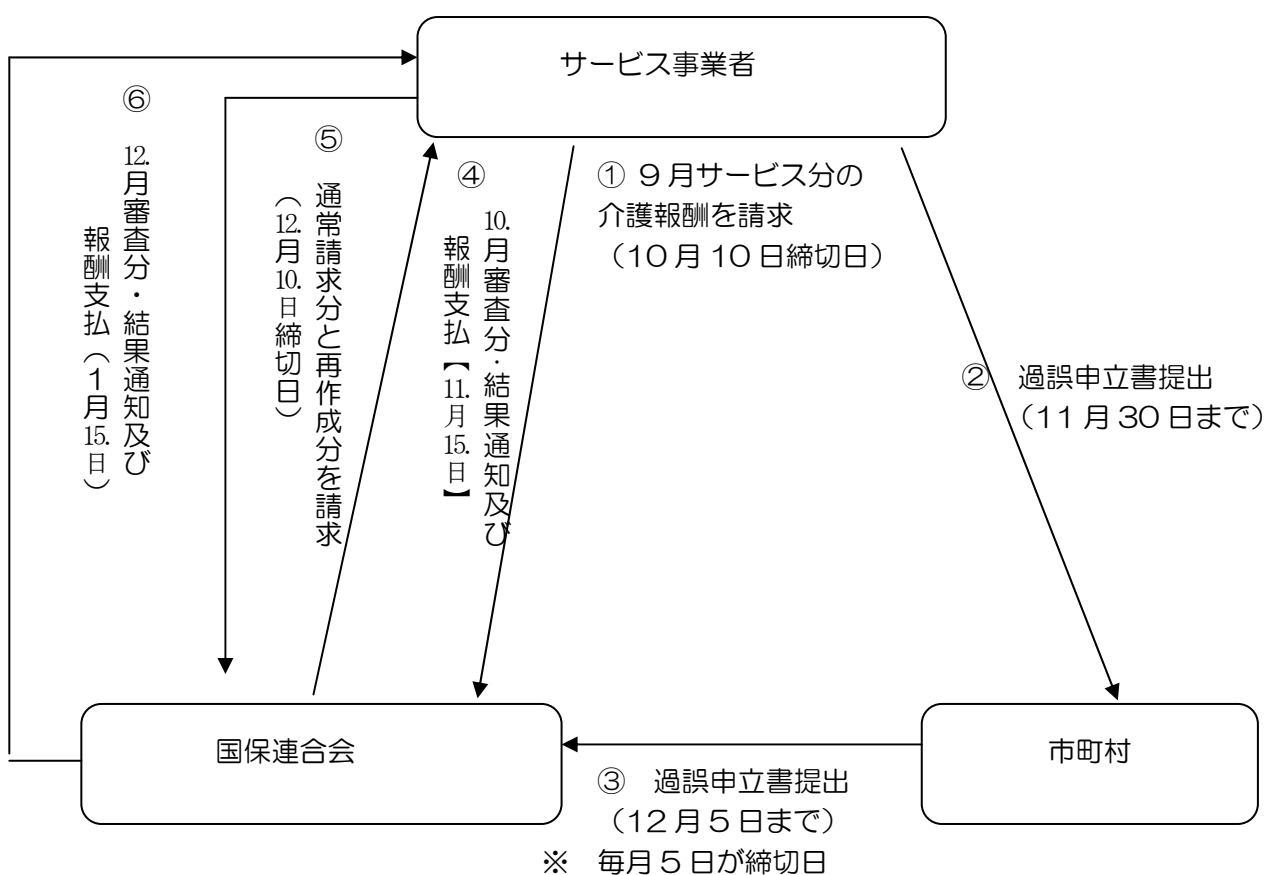 サービス事業者
⑥
12.月審査分・結果通知及び
報酬支払（１月15.日）
⑤
通常請求分と再作成分を請求
（12.月10.日締切日）
④
10.月審査分・結果通知及び
報酬支払【11.月15.日】
① ９月サービス分の
介護報酬を請求
（10月10日締切日）
②　過誤申立書提出
（11月30日まで）
国保連合会
市町村
③　過誤申立書提出
（12月５日まで）
※　毎月５日が締切日